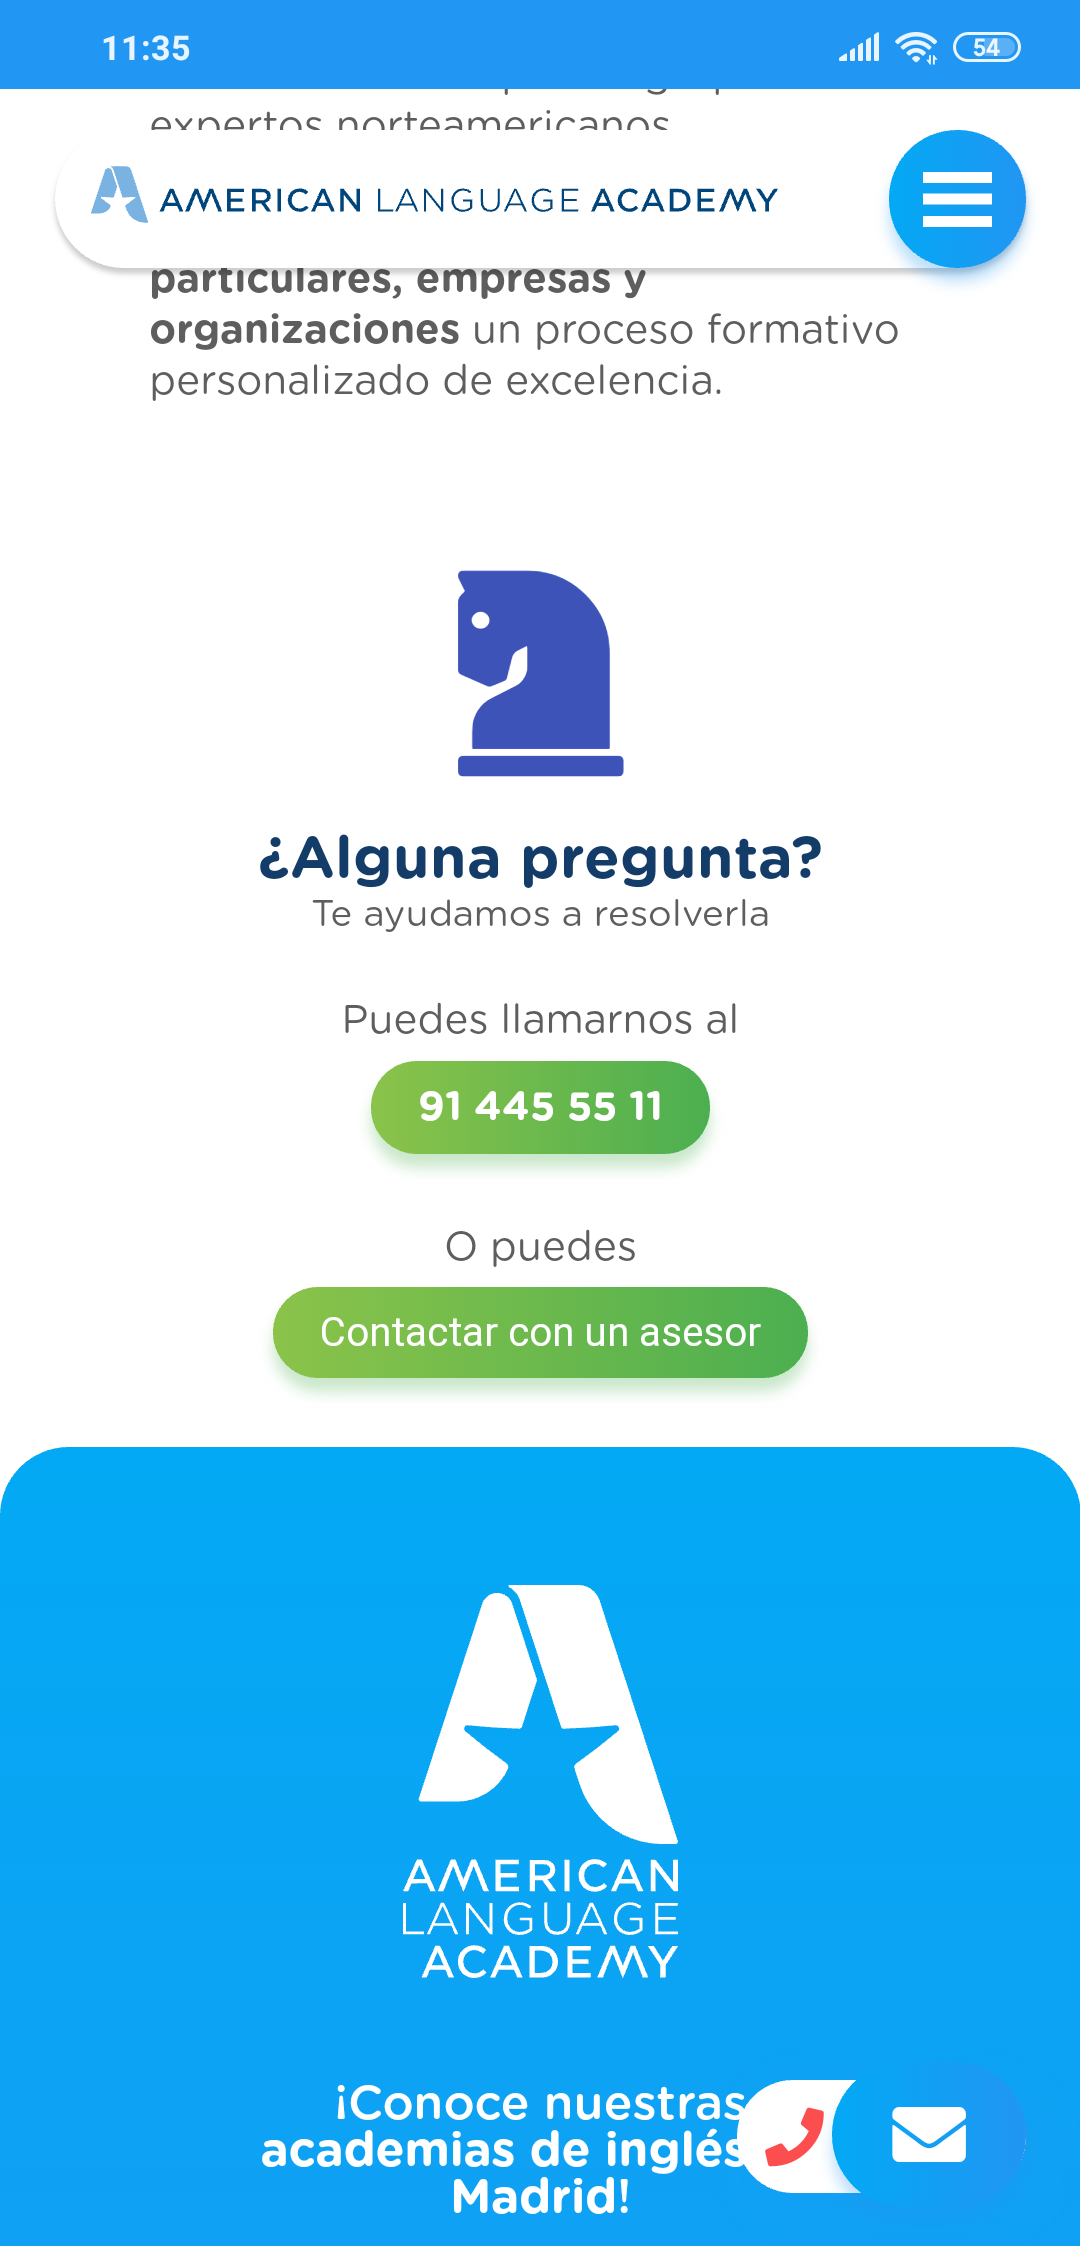 11:35
54
expertos norteamericanos
AMERICAN LANGUAGE ACADEMY
particulares, empresas y
organizaciones un proceso formativo
personalizado de excelencia.
¿Alguna pregunta?
Te ayudamos a resolverla
Puedes llamarnos al
91 445 55 11
O puedes
Contactar con un asesor
AMERICAN
LANGUAGE
ACADEMY
¡Conoce nuestras
academias de inglés
Madrid!